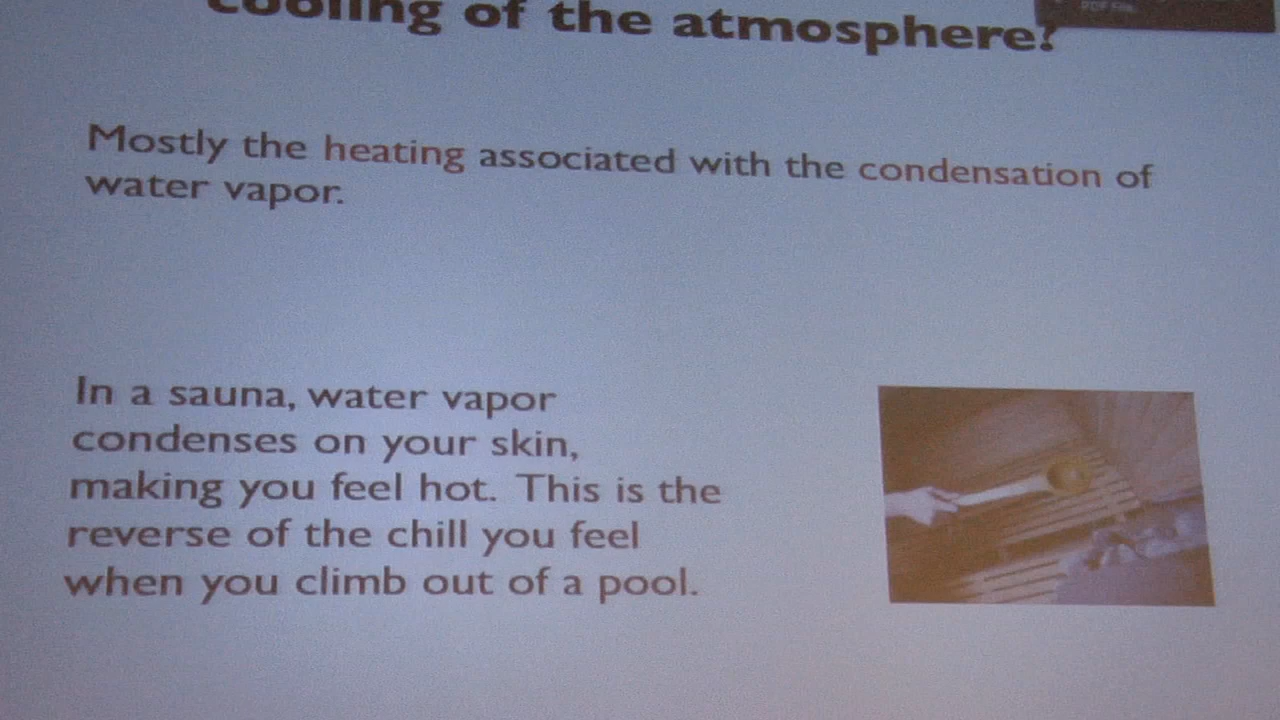 cooling of the atmosphere?
PDF File
Mostly the heating associated with the condensation of
water vapor.
In a sauna, water vapor
condenses on your skin,
making you feel hot. This is the
reverse of the chill you feel
when you climb out of a pool.